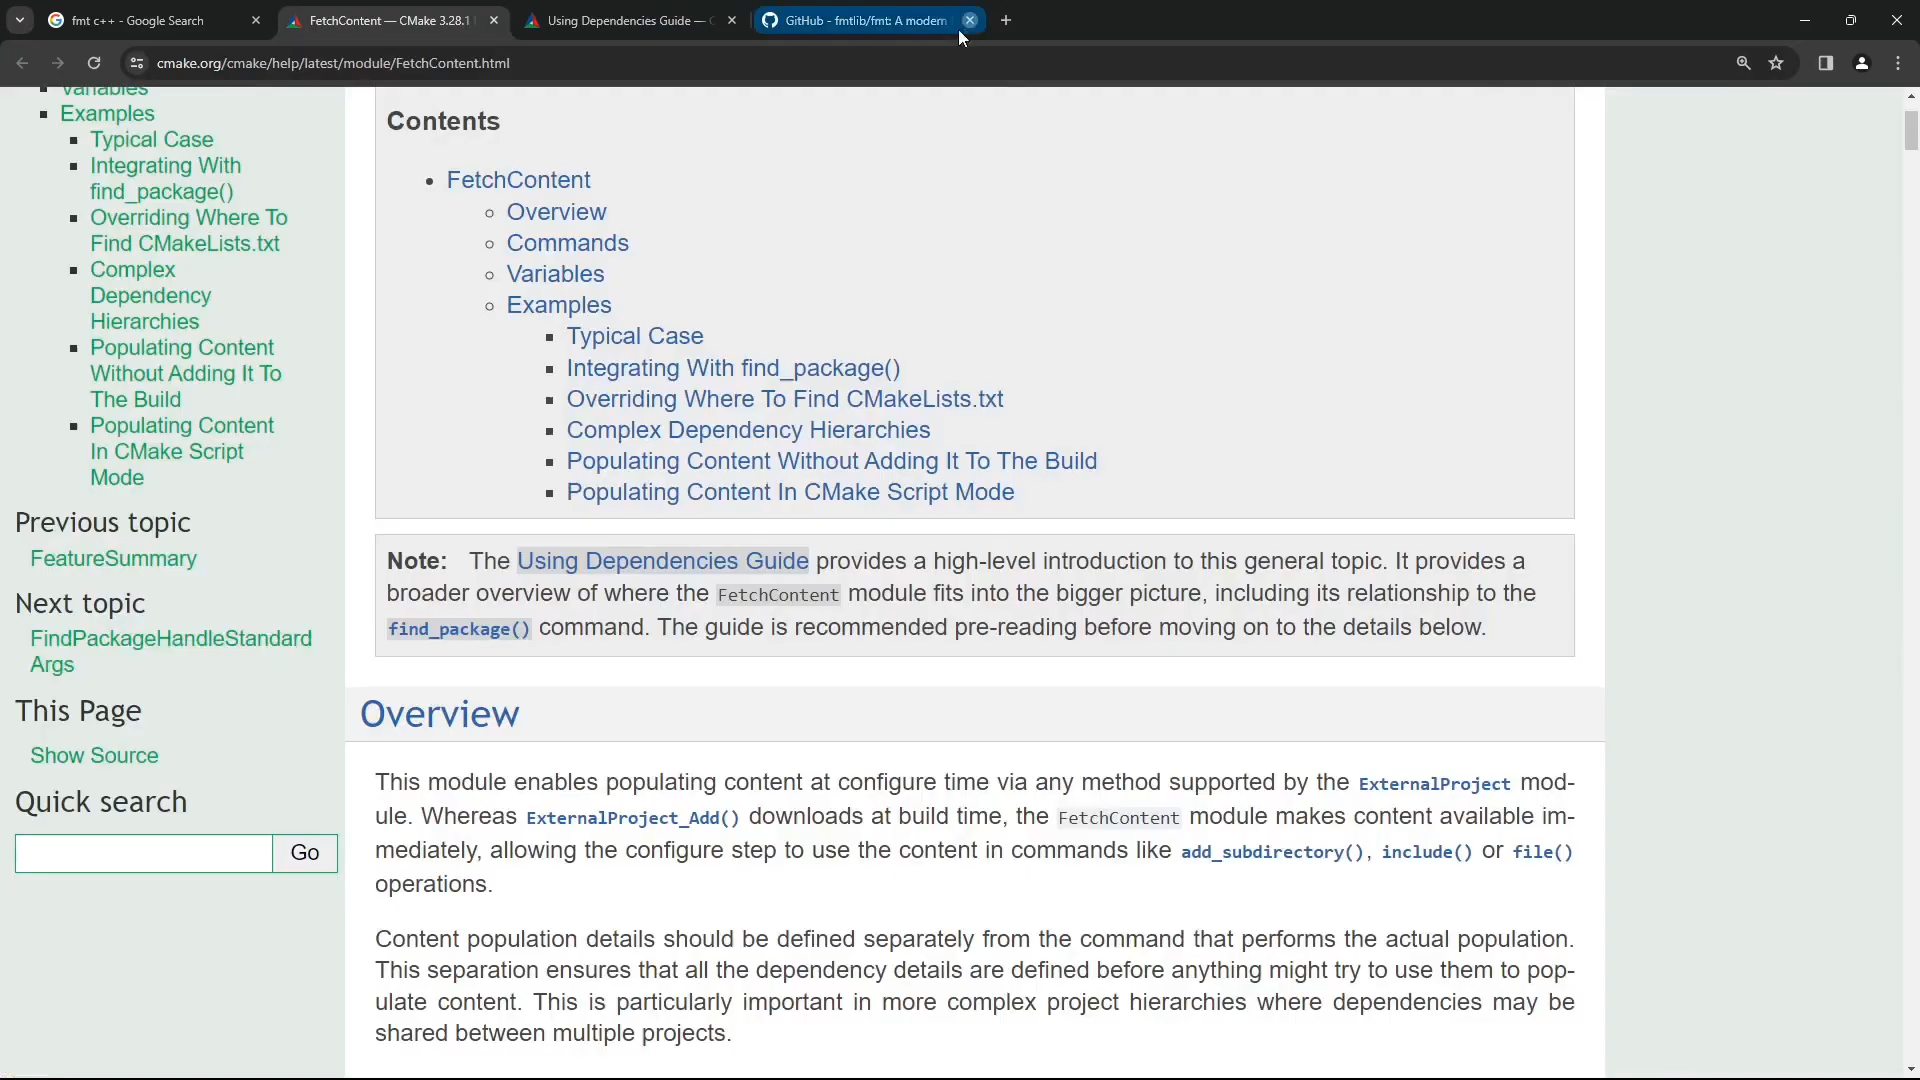 fmt c++ - Google Search
FetchContent — CMake 3.28.1
Using Dependencies Guide — C
GitHub - fmtlib/fmt: A modern
cmake.org/cmake/help/latest/module/FetchContent.html
Variables
Examples
Typical Case
Integrating With
find_package()
Overriding Where To
Find CMakeLists.txt
Complex
Dependency
Hierarchies
Populating Content
Without Adding It To
The Build
Populating Content
In CMake Script
Mode
Previous topic
FeatureSummary
Next topic
FindPackageHandleStandard
Args
This Page
Show Source
Quick search
Go
Contents
FetchContent
Overview
Commands
Variables
Examples
Typical Case
Integrating With find_package()
Overriding Where To Find CMakeLists.txt
Complex Dependency Hierarchies
Populating Content Without Adding It To The Build
Populating Content In CMake Script Mode
Note: The Using Dependencies Guide provides a high-level introduction to this general topic. It provides a
broader overview of where the FetchContent module fits into the bigger picture, including its relationship to the
find_package() command. The guide is recommended pre-reading before moving on to the details below.
Overview
This module enables populating content at configure time via any method supported by the ExternalProject mod-
ule. Whereas ExternalProject_Add() downloads at build time, the FetchContent module makes content available im-
mediately, allowing the configure step to use the content in commands like add_subdirectory(), include() or file()
operations.
Content population details should be defined separately from the command that performs the actual population.
This separation ensures that all the dependency details are defined before anything might try to use them to pop-
ulate content. This is particularly important in more complex project hierarchies where dependencies may be
shared between multiple projects.